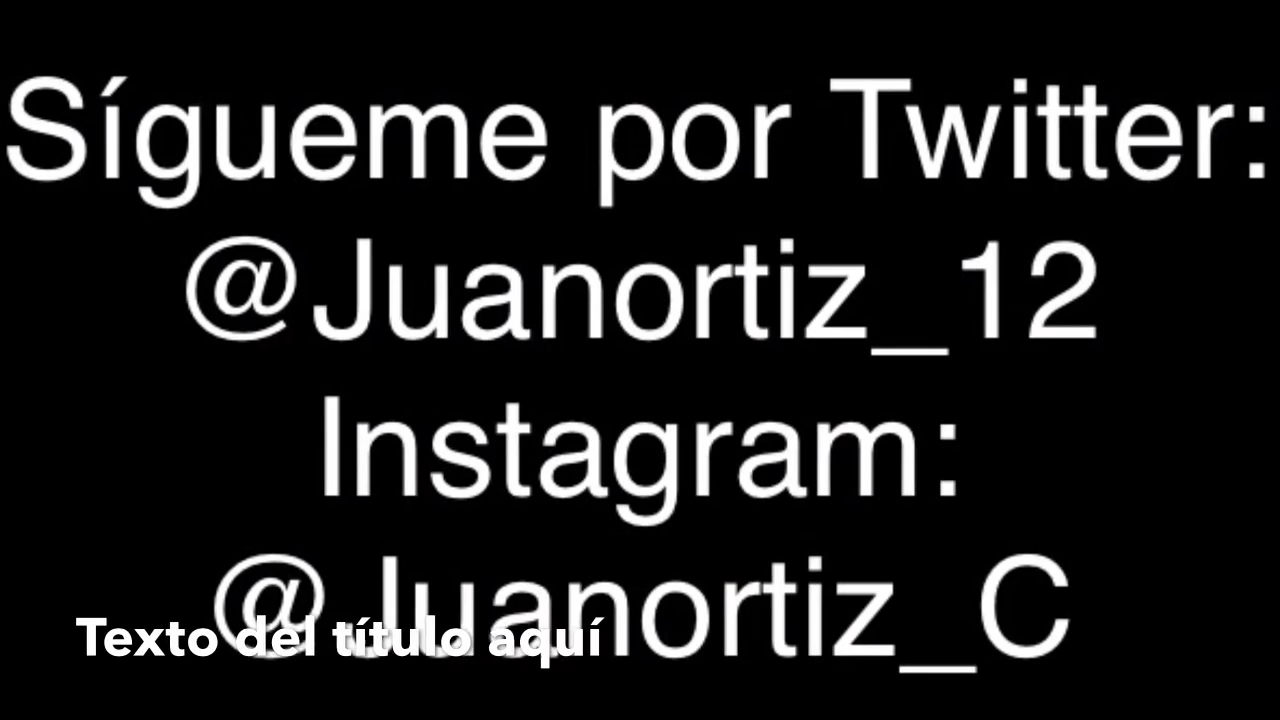 Sígueme por Twitter:
@Juanortiz_12
Instagram:
@Juanortiz_C
Texto del título aquí